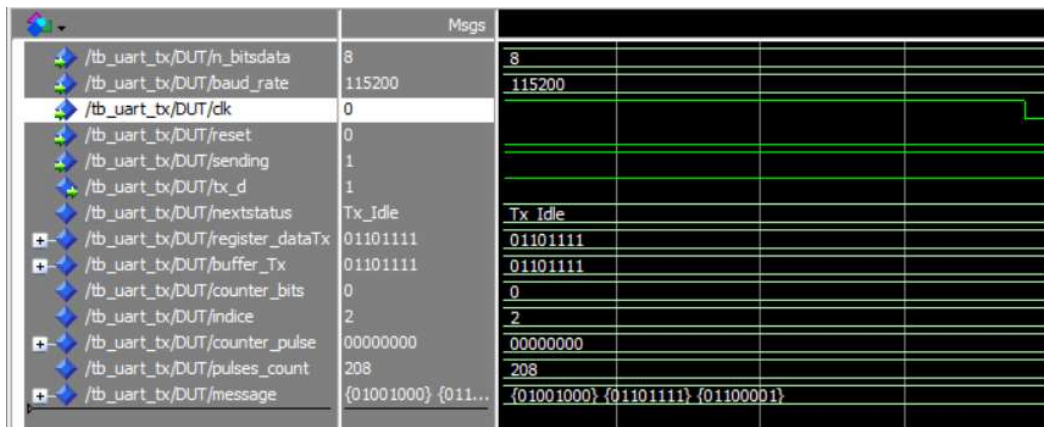 Msgs
/tb_uart_tx/DUT/n_bitsdata 8 8
/tb_uart_tx/DUT/baud_rate 115200 115200
/tb_uart_tx/DUT/clk 0
/tb_uart_tx/DUT/reset 0
/tb_uart_tx/DUT/sending 1
/tb_uart_tx/DUT/tx_d 1
/tb_uart_tx/DUT/nextstatus Tx_Idle Tx_Idle
/tb_uart_tx/DUT/register_dataTx 01101111 01101111
/tb_uart_tx/DUT/buffer_Tx 01101111 01101111
/tb_uart_tx/DUT/counter_bits 0 0
/tb_uart_tx/DUT/indice 2 2
/tb_uart_tx/DUT/counter_pulse 00000000 00000000
/tb_uart_tx/DUT/pulses_count 208 208
/tb_uart_tx/DUT/message {01001000} {011... {01001000} {01101111} {01100001}